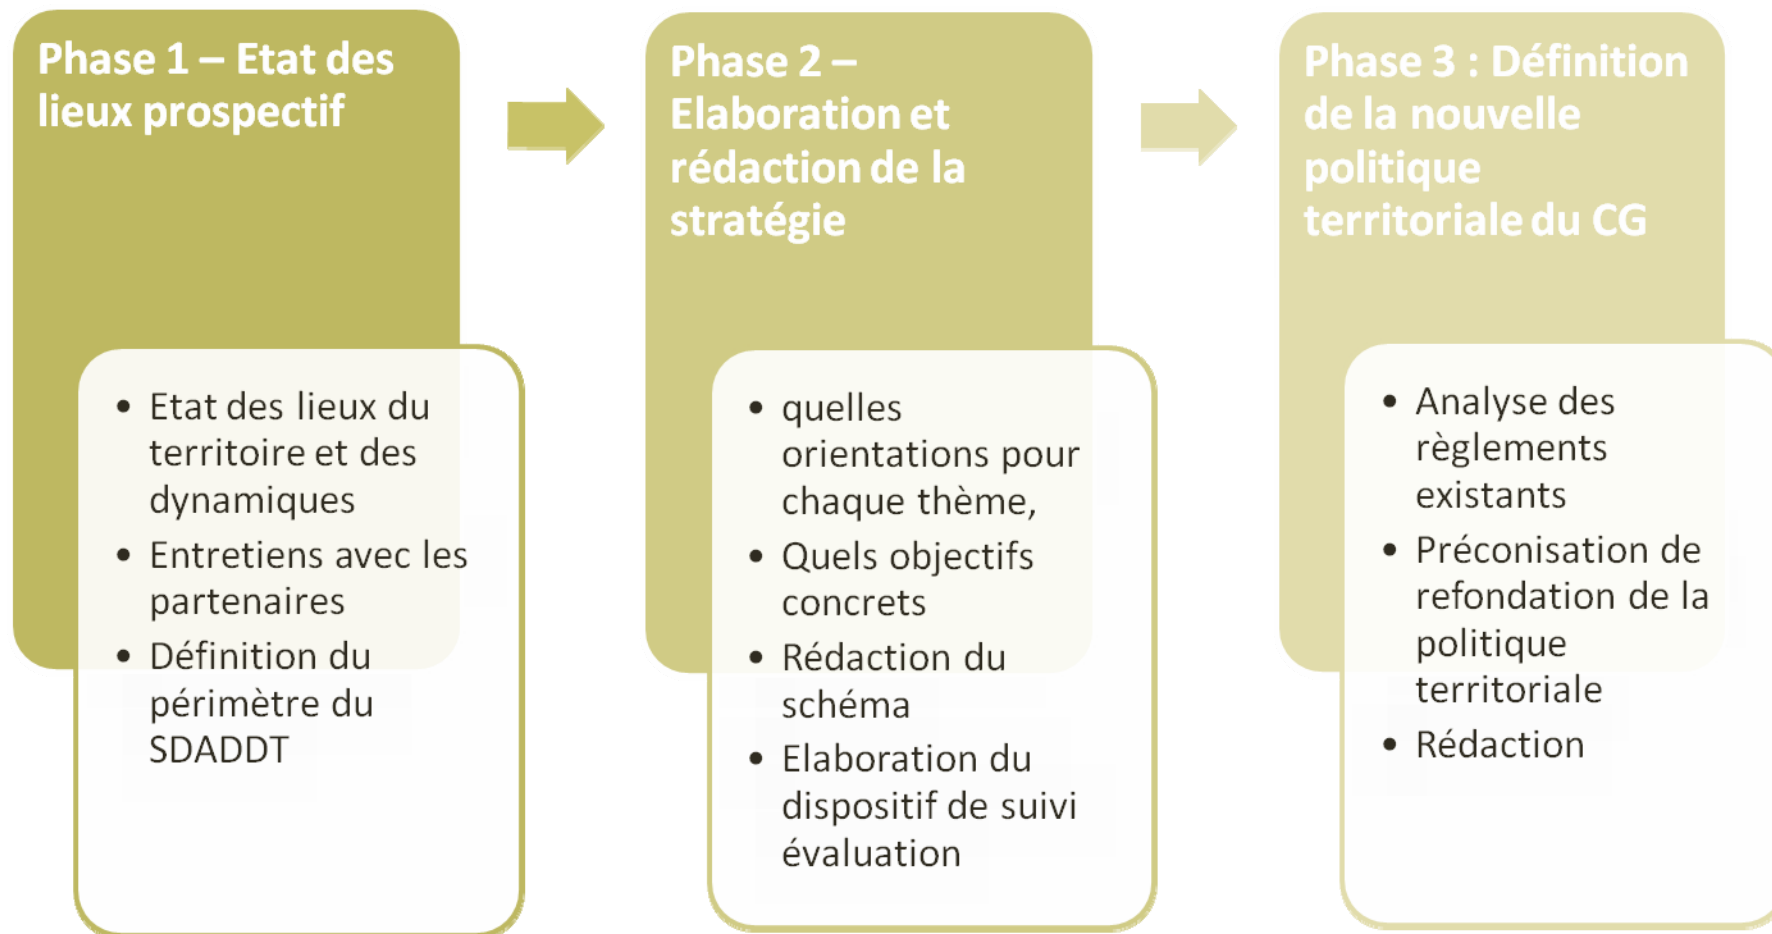 Phase 1 – Etat des
lieux prospectif
• Etat des lieux du
territoire et des
dynamiques
• Entretiens avec les
partenaires
• Définition du
périmètre du
SDADDT
Phase 2 –
Elaboration et
rédaction de la
stratégie
• quelles
orientations pour
chaque thème,
• Quels objectifs
concrets
• Rédaction du
schéma
• Elaboration du
dispositif de suivi
évaluation
Phase 3 : Définition
de la nouvelle
politique
territoriale du CG
• Analyse des
règlements
existants
• Préconisation de
refondation de la
politique
territoriale
• Rédaction